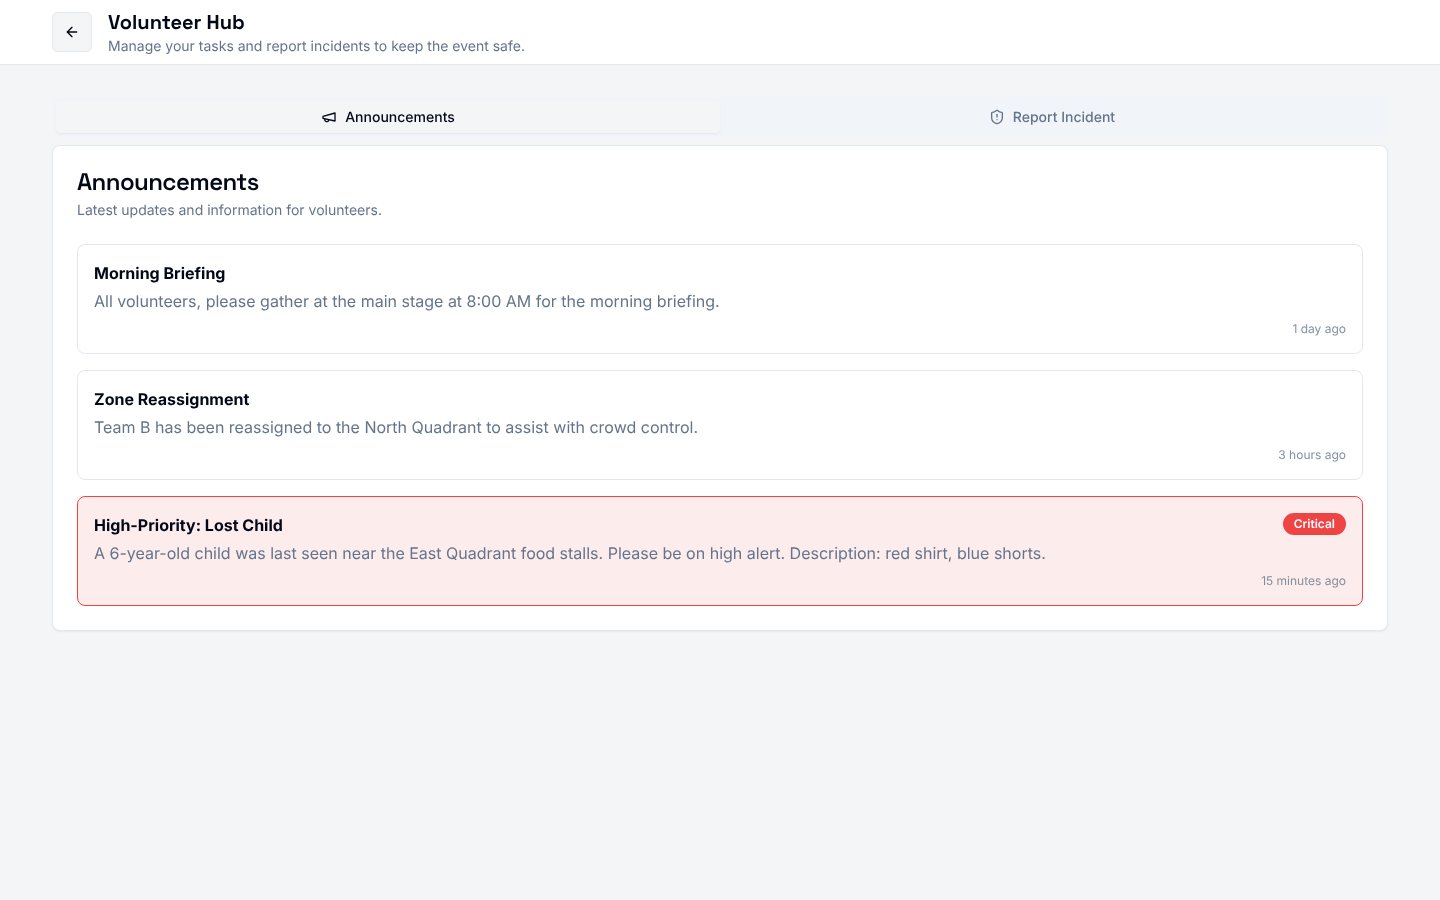 Volunteer Hub
Manage your tasks and report incidents to keep the event safe.
Announcements
Report Incident
Announcements
Latest updates and information for volunteers.
Morning Briefing
All volunteers, please gather at the main stage at 8:00 AM for the morning briefing.
1 day ago
Zone Reassignment
Team B has been reassigned to the North Quadrant to assist with crowd control.
3 hours ago
High-Priority: Lost Child
Critical
A 6-year-old child was last seen near the East Quadrant food stalls. Please be on high alert. Description: red shirt, blue shorts.
15 minutes ago